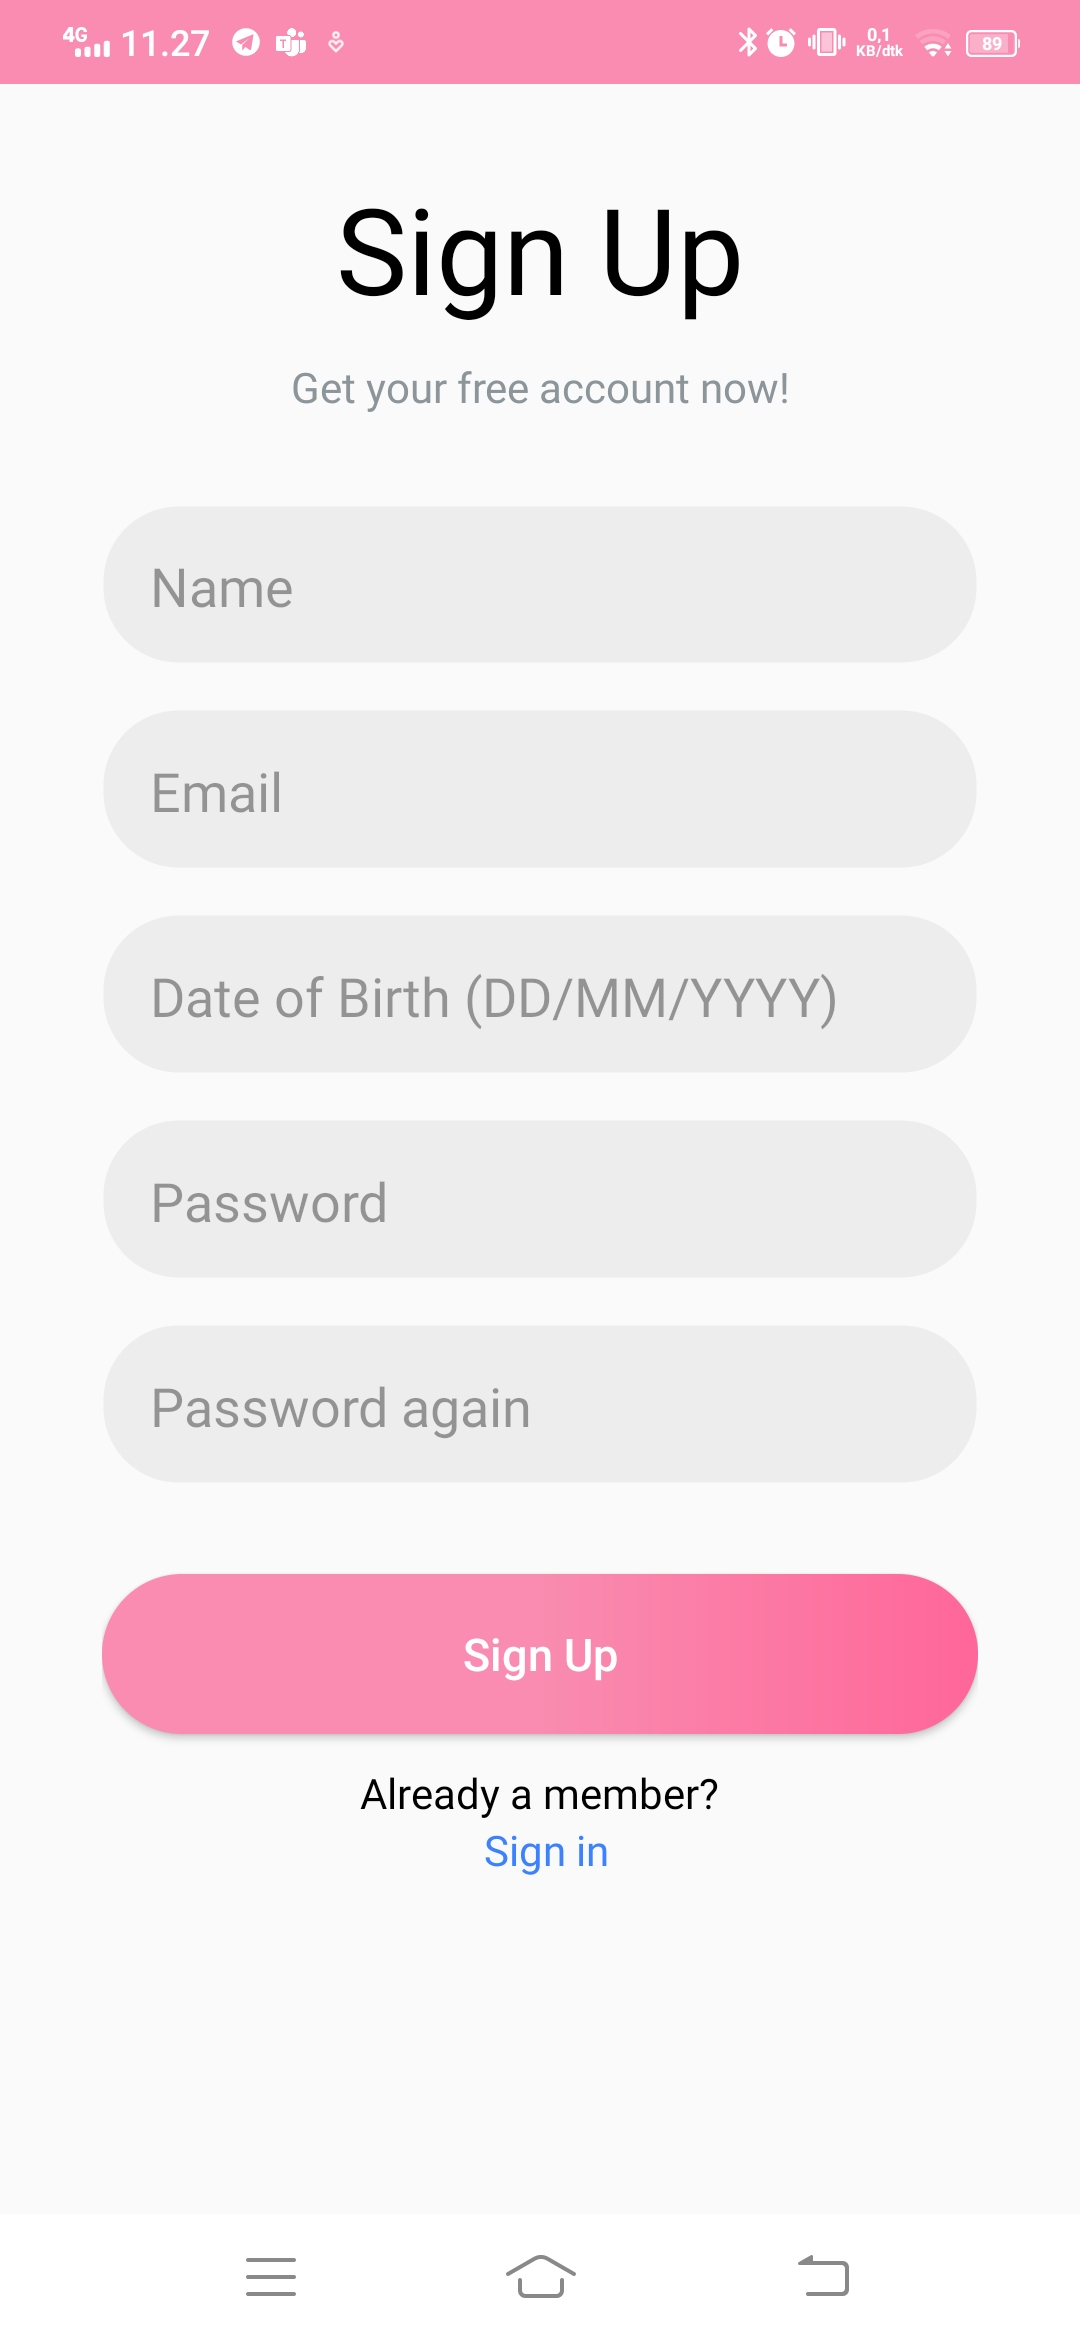 4G 11.27 0,1 KB/dtk 89
Sign Up
Get your free account now!
Name
Email
Date of Birth (DD/MM/YYYY)
Password
Password again
Sign Up
Already a member?
Sign in